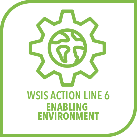 WSIS ACTION LINE 6
ENABLING
ENVIRONMENT